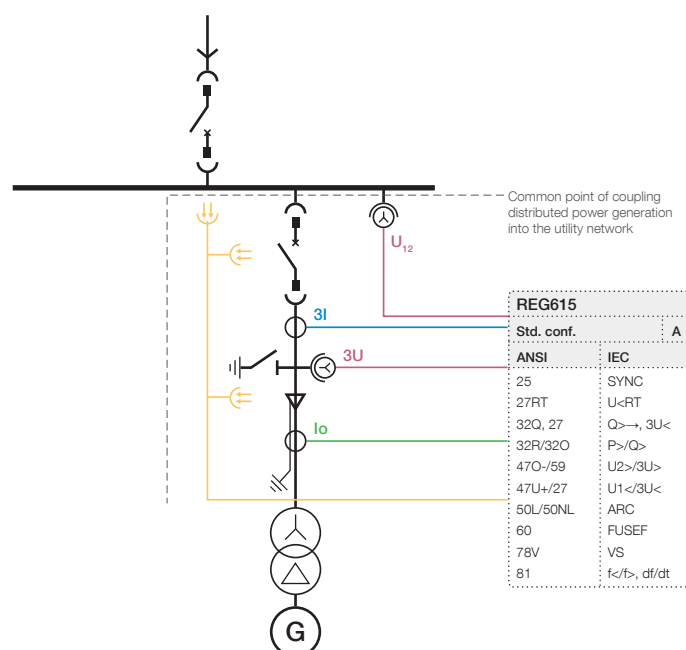 Common point of coupling
distributed power generation
into the utility network
U12
REG615
3I
Std. conf. A
3U
ANSI IEC
25 SYNC
27RT U<RT
32Q, 27 Q>→, 3U<
Io
32R/32O P>/Q>
47O-/59 U2>/3U>
47U+/27 U1</3U<
50L/50NL ARC
60 FUSEF
78V VS
81 f</f>, df/dt
G